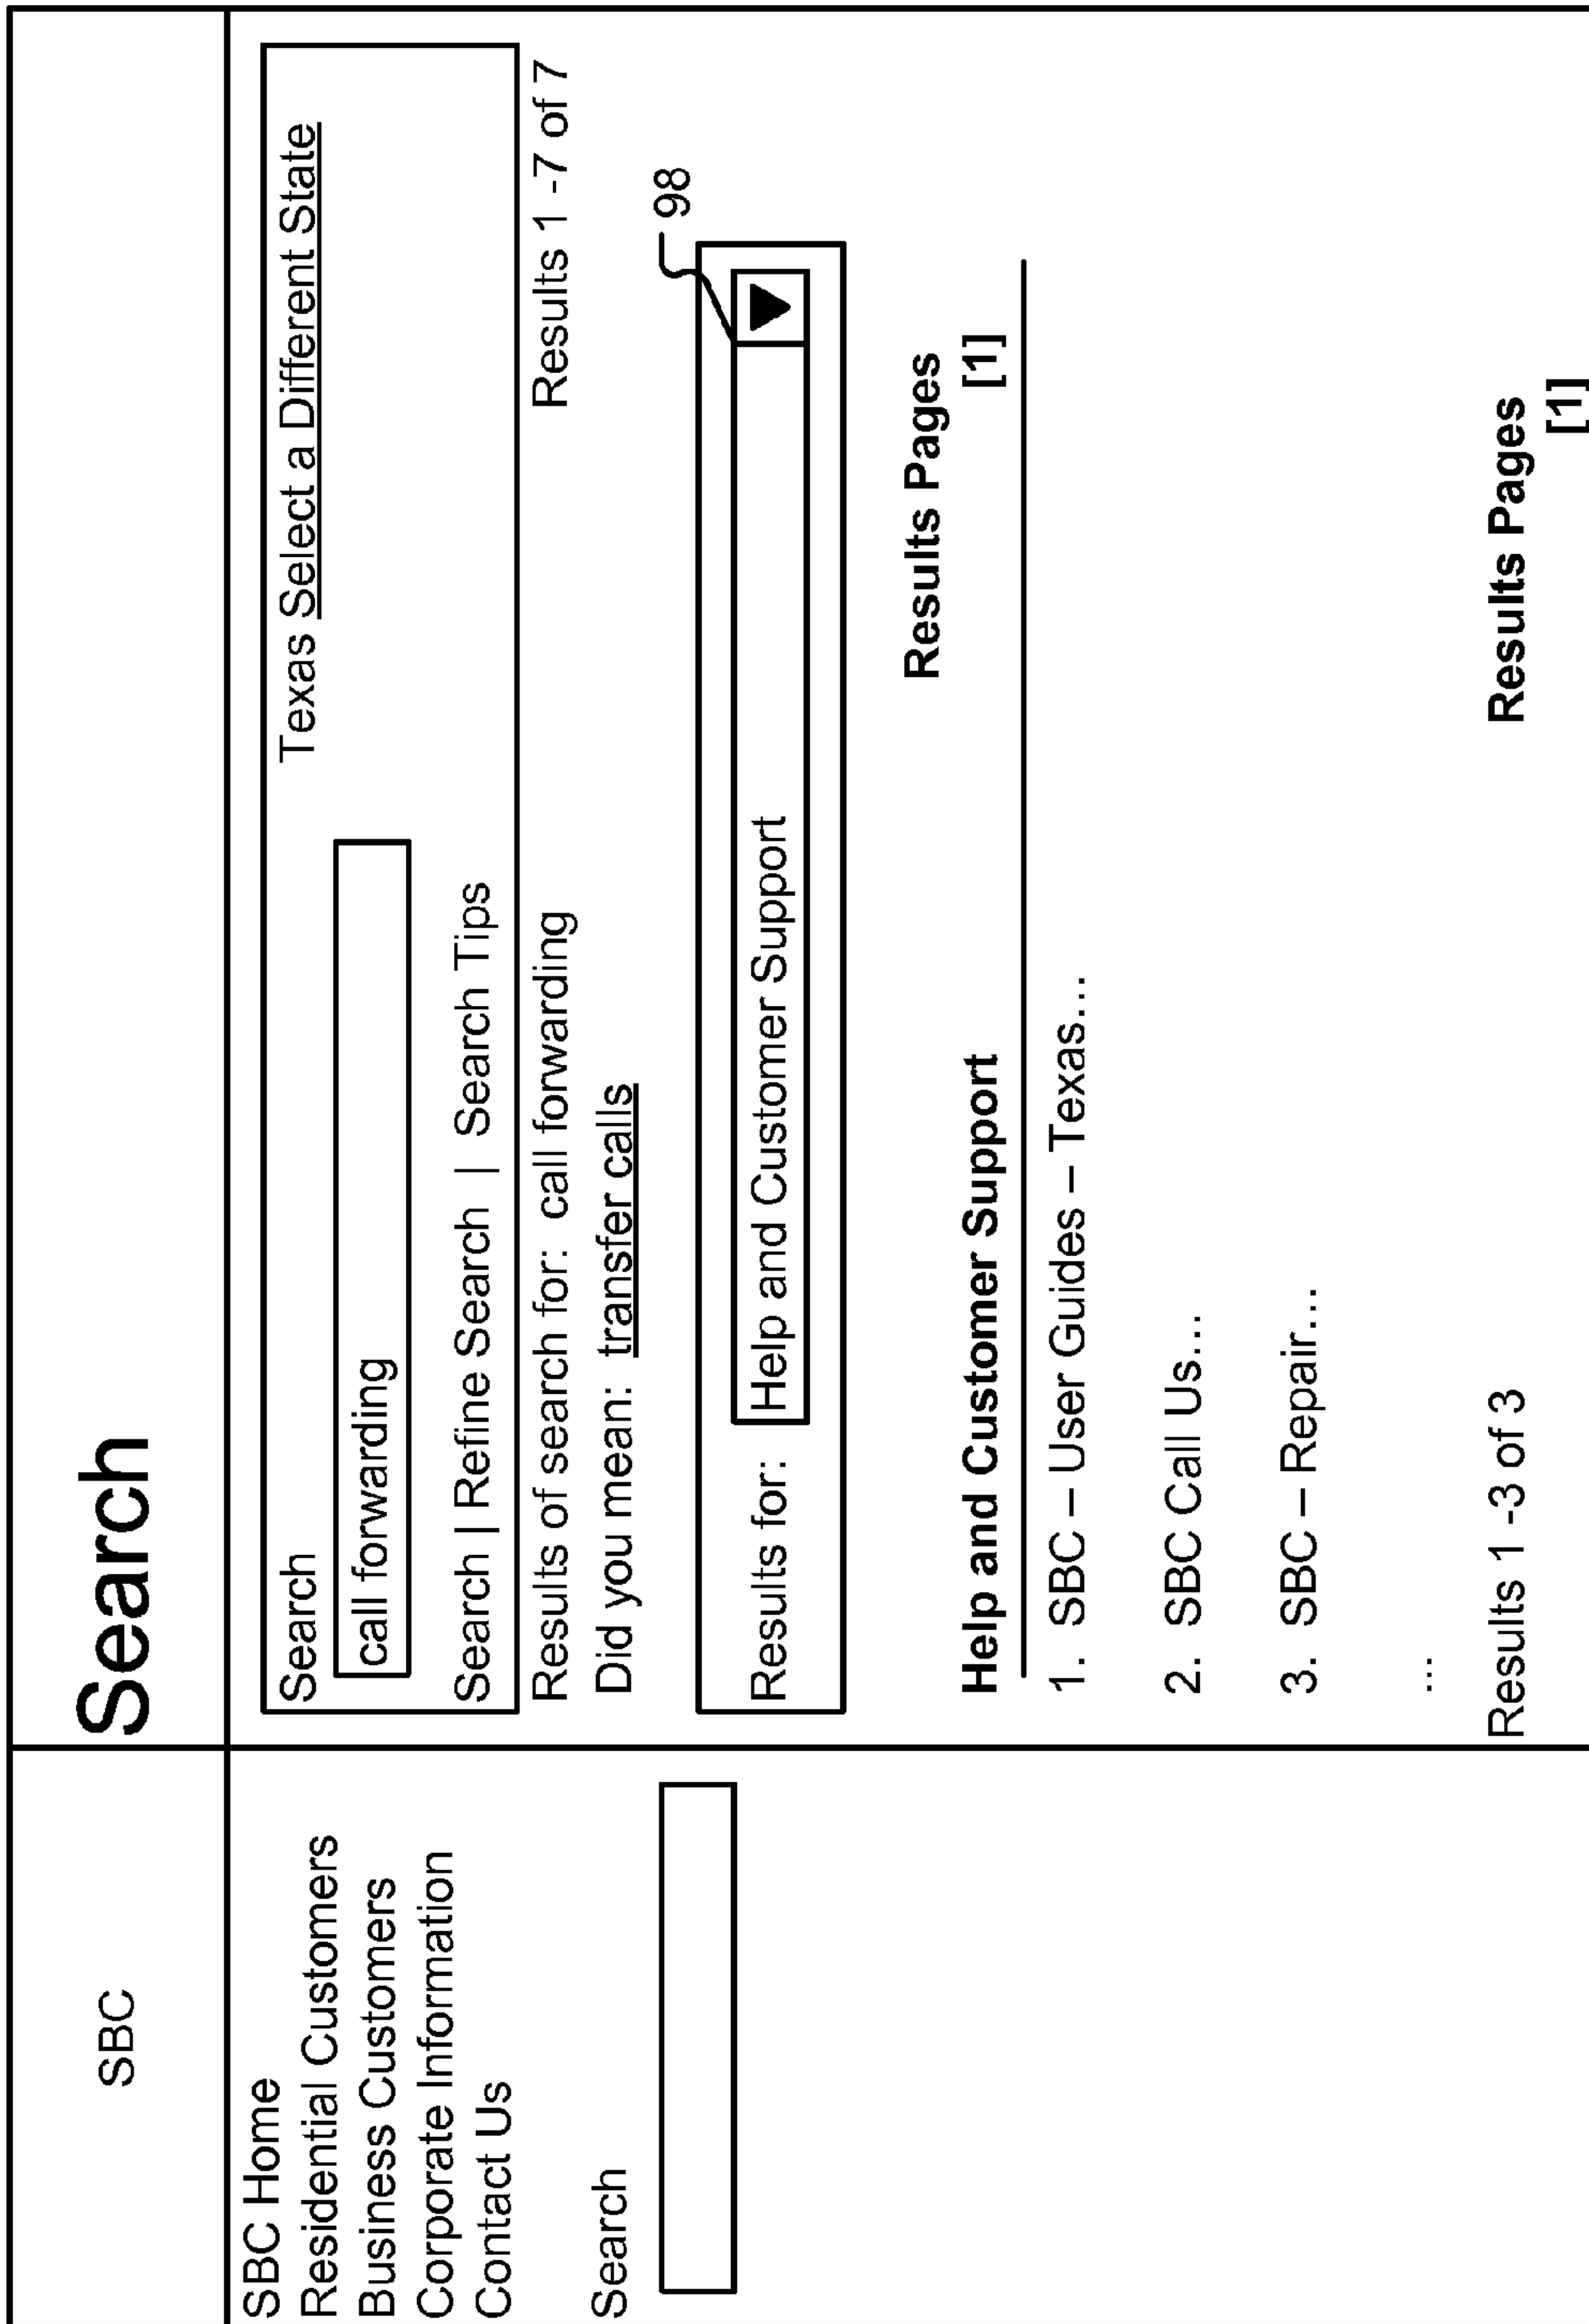 SBC
Search
SBC Home
Residential Customers
Business Customers
Corporate Information
Contact Us
Search
Search
Texas Select a Different State
call forwarding
Search | Refine Search | Search Tips
Results of search for: call forwarding
Results 1 -7 of 7
Did you mean: transfer calls
98
Results for: Help and Customer Support
Results Pages
Help and Customer Support
[1]
1. SBC – User Guides – Texas...
2. SBC Call Us...
3. SBC – Repair...
...
Results 1 -3 of 3
Results Pages
[1]